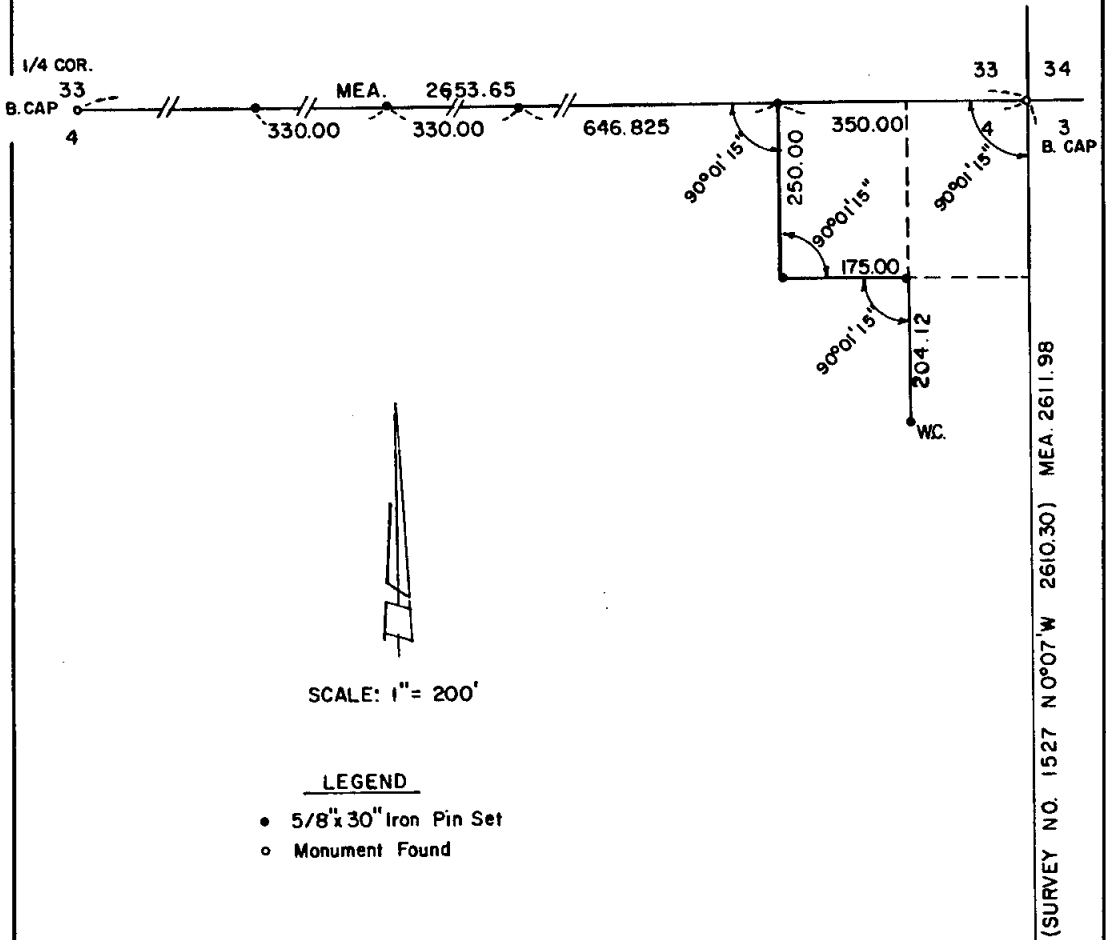 1/4 COR.
33
B. CAP
4
MEA. 2653.65
330.00
330.00
646.825
350.00
33 34
4 3
B. CAP
90°01'15"
250.00
90°01'15"
90°01'15"
175.00
90°01'15"
204.12
W.C.
(SURVEY NO. 1527 N0°07'W 2610.30) MEA. 2611.98
SCALE: 1"= 200'
LEGEND
5/8"x 30" Iron Pin Set
Monument Found